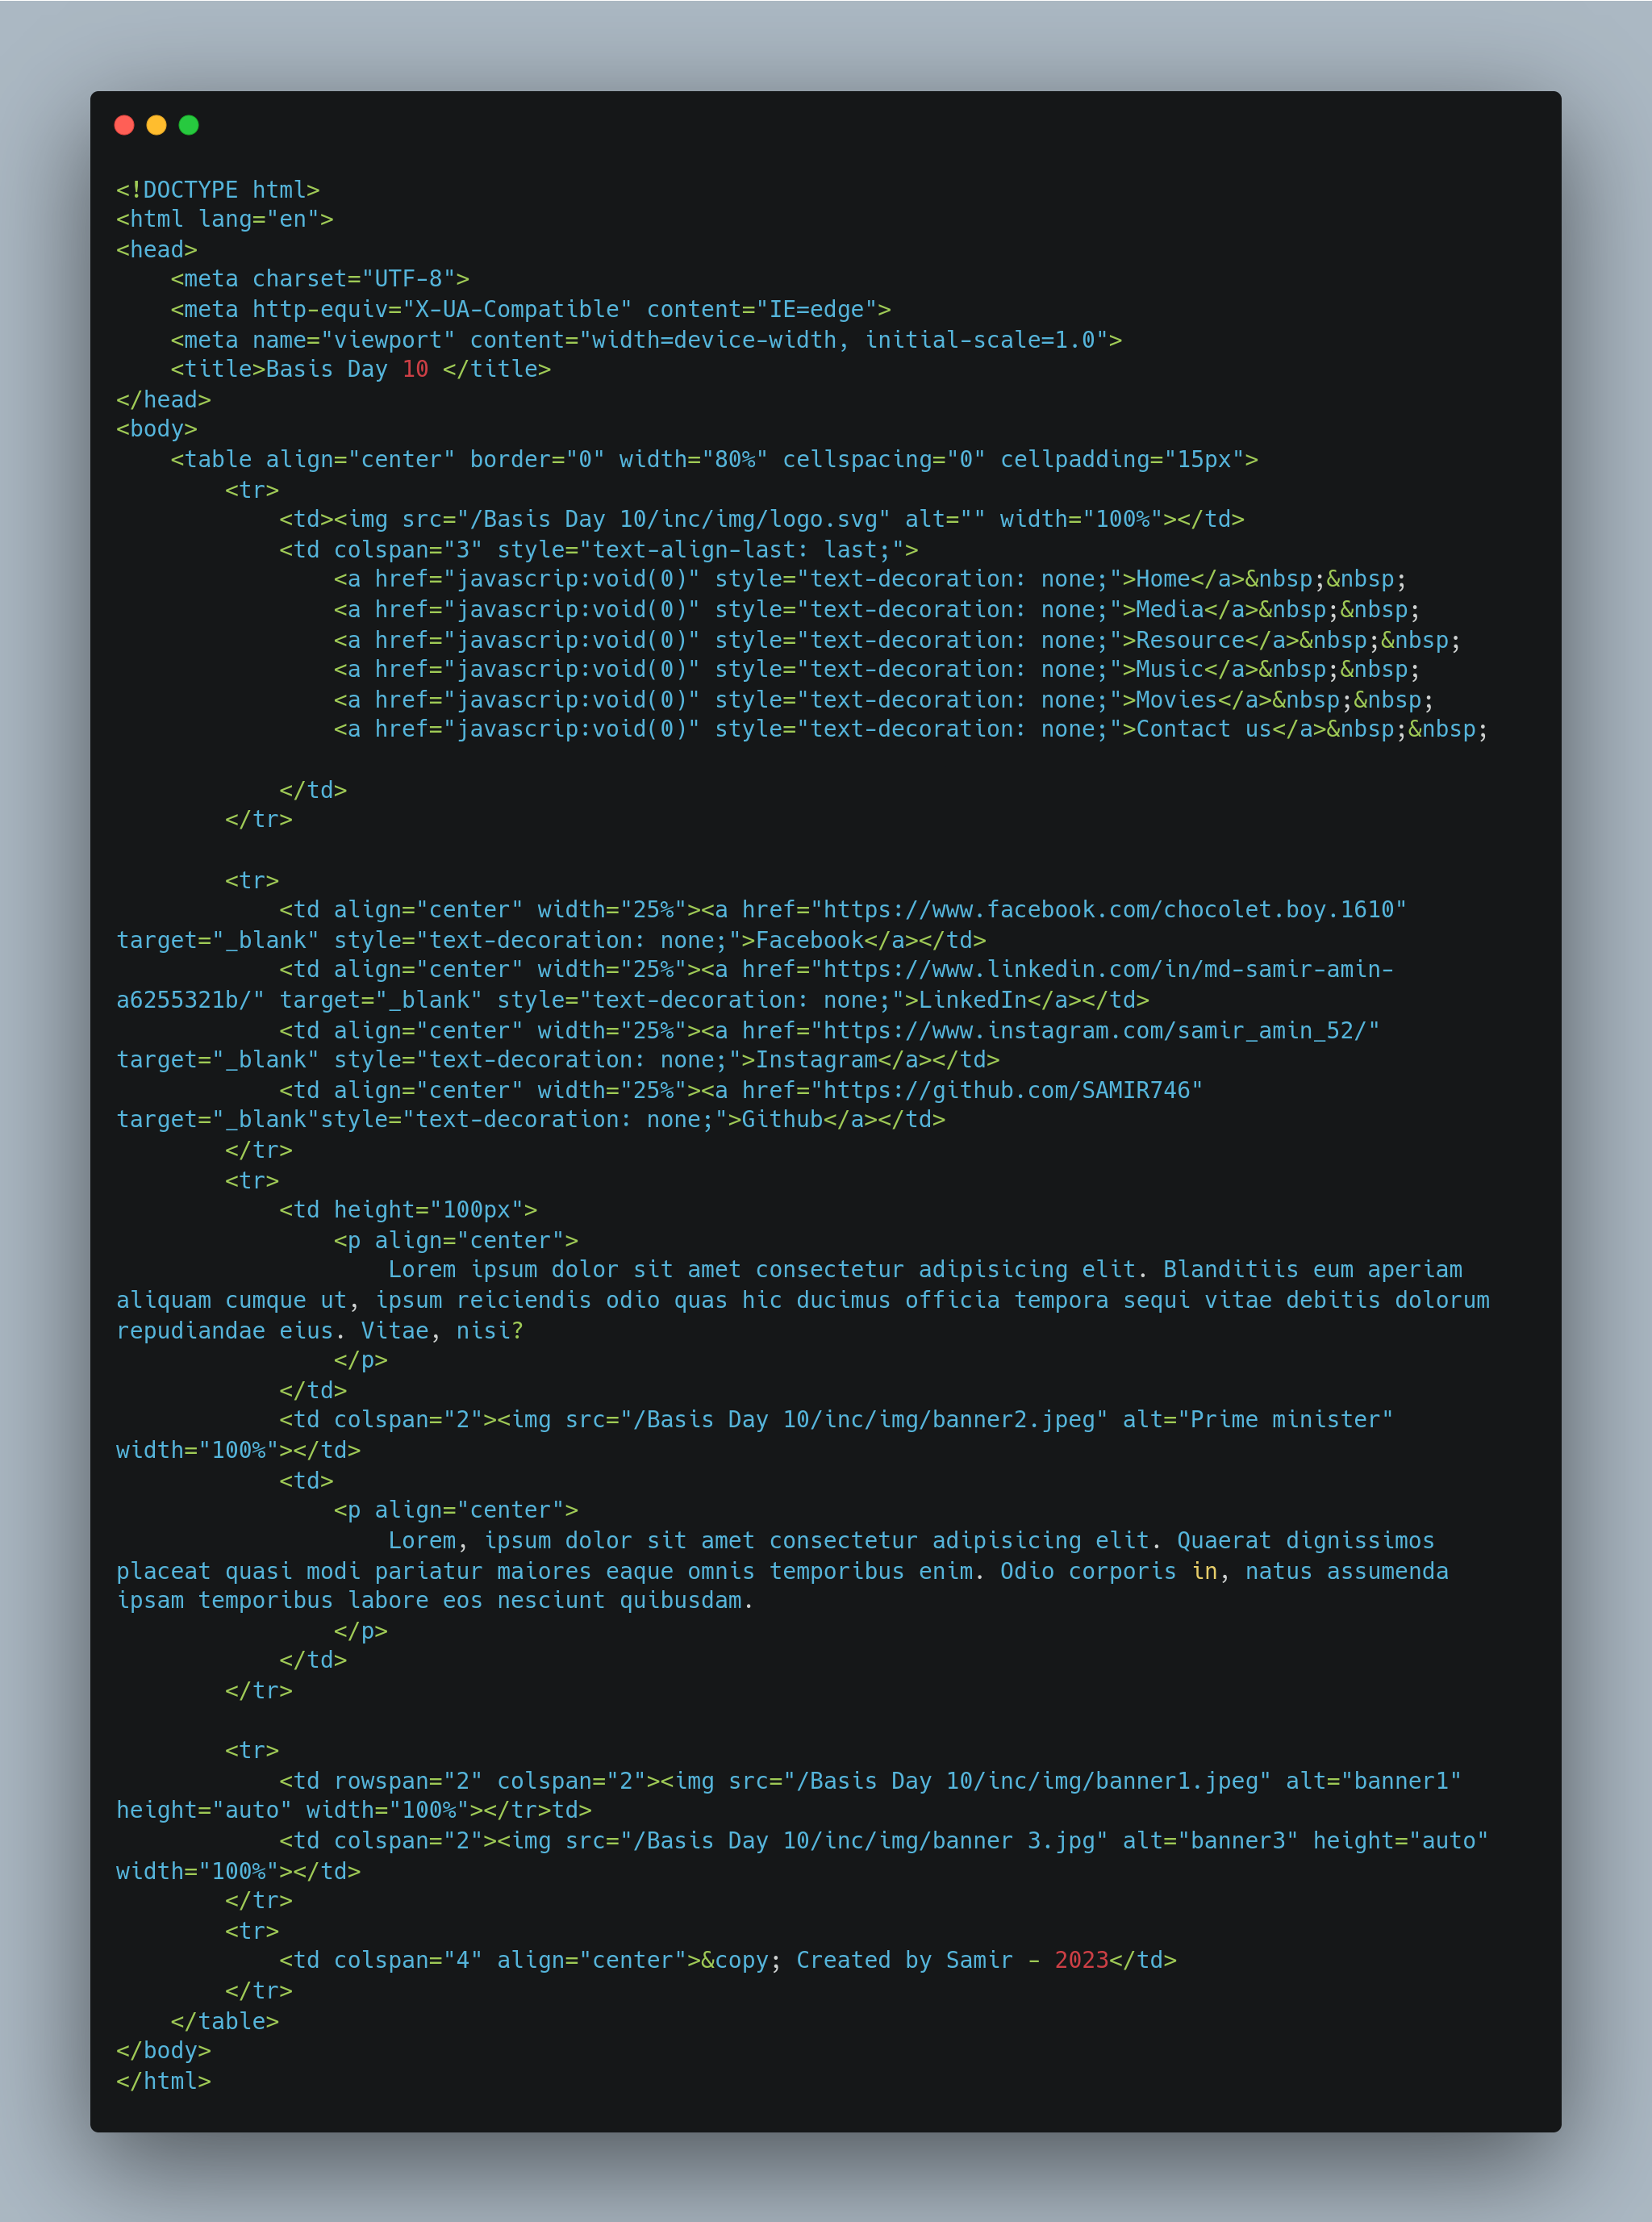 <!DOCTYPE html>
<html lang="en">
<head>
    <meta charset="UTF-8">
    <meta http-equiv="X-UA-Compatible" content="IE=edge">
    <meta name="viewport" content="width=device-width, initial-scale=1.0">
    <title>Basis Day 10 </title>
</head>
<body>
    <table align="center" border="0" width="80%" cellspacing="0" cellpadding="15px">
        <tr>
            <td><img src="/Basis Day 10/inc/img/logo.svg" alt="" width="100%"></td>
            <td colspan="3" style="text-align-last: last;">
                <a href="javascrip:void(0)" style="text-decoration: none;">Home</a>&nbsp;&nbsp;
                <a href="javascrip:void(0)" style="text-decoration: none;">Media</a>&nbsp;&nbsp;
                <a href="javascrip:void(0)" style="text-decoration: none;">Resource</a>&nbsp;&nbsp;
                <a href="javascrip:void(0)" style="text-decoration: none;">Music</a>&nbsp;&nbsp;
                <a href="javascrip:void(0)" style="text-decoration: none;">Movies</a>&nbsp;&nbsp;
                <a href="javascrip:void(0)" style="text-decoration: none;">Contact us</a>&nbsp;&nbsp;

            </td>
        </tr>

        <tr>
            <td align="center" width="25%"><a href="https://www.facebook.com/chocolet.boy.1610"
target="_blank" style="text-decoration: none;">Facebook</a></td>
            <td align="center" width="25%"><a href="https://www.linkedin.com/in/md-samir-amin-
a6255321b/" target="_blank" style="text-decoration: none;">LinkedIn</a></td>
            <td align="center" width="25%"><a href="https://www.instagram.com/samir_amin_52/"
target="_blank" style="text-decoration: none;">Instagram</a></td>
            <td align="center" width="25%"><a href="https://github.com/SAMIR746"
target="_blank"style="text-decoration: none;">Github</a></td>
        </tr>
        <tr>
            <td height="100px">
                <p align="center">
                    Lorem ipsum dolor sit amet consectetur adipisicing elit. Blanditiis eum aperiam
aliquam cumque ut, ipsum reiciendis odio quas hic ducimus officia tempora sequi vitae debitis dolorum
repudiandae eius. Vitae, nisi?
                </p>
            </td>
            <td colspan="2"><img src="/Basis Day 10/inc/img/banner2.jpeg" alt="Prime minister"
width="100%"></td>
            <td>
                <p align="center">
                    Lorem, ipsum dolor sit amet consectetur adipisicing elit. Quaerat dignissimos
placeat quasi modi pariatur maiores eaque omnis temporibus enim. Odio corporis in, natus assumenda
ipsam temporibus labore eos nesciunt quibusdam.
                </p>
            </td>
        </tr>

        <tr>
            <td rowspan="2" colspan="2"><img src="/Basis Day 10/inc/img/banner1.jpeg" alt="banner1"
height="auto" width="100%"></tr>td>
            <td colspan="2"><img src="/Basis Day 10/inc/img/banner 3.jpg" alt="banner3" height="auto"
width="100%"></td>
        </tr>
        <tr>
            <td colspan="4" align="center">&copy; Created by Samir - 2023</td>
        </tr>
    </table>
</body>
</html>